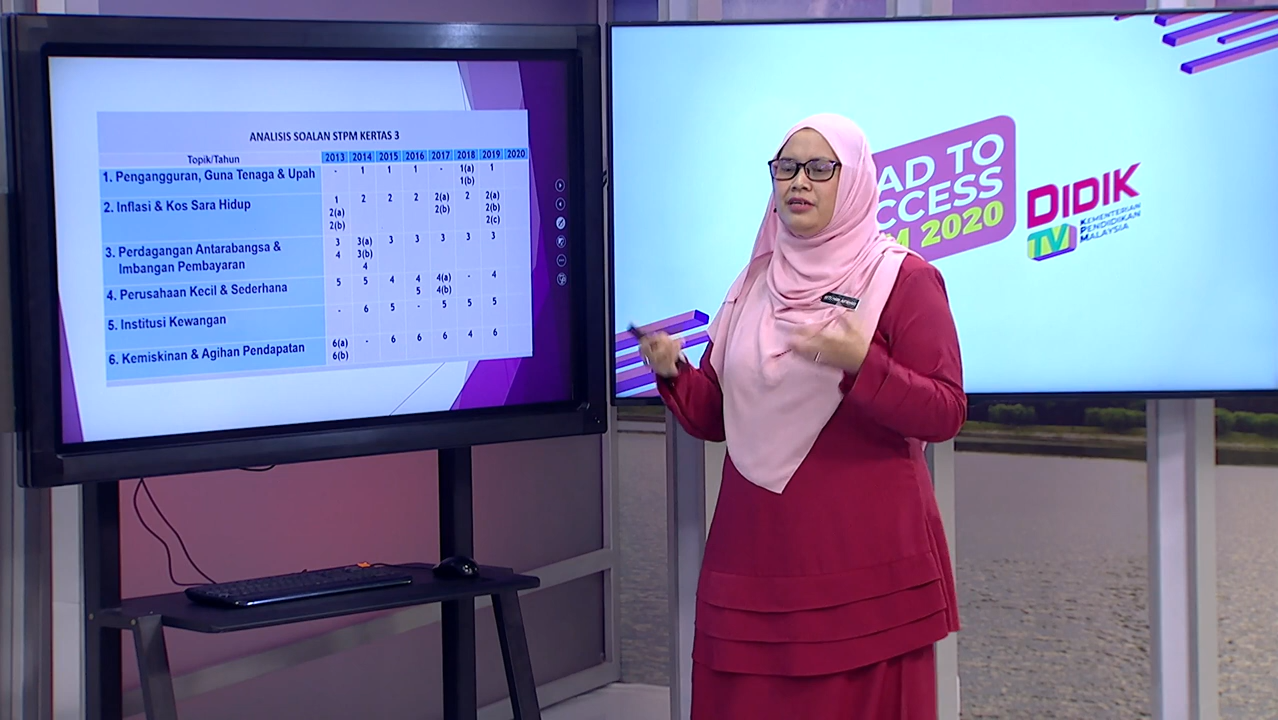 ANALISIS SOALAN STPM KERTAS 3
Topik/Tahun 2013 2014 2015 2016 2017 2018 2019 2020
1. Pengangguran, Guna Tenaga & Upah - 1 1 1 - 1(a) 1
1(b)
2. Inflasi & Kos Sara Hidup 1 2 2 2 2(a) 2 2(a)
2(a) 2(b) 2(b)
2(b) 2(c)
3. Perdagangan Antarabangsa & 3 3(a) 3 3 3 3 3
Imbangan Pembayaran 4 3(b)
4
4. Perusahaan Kecil & Sederhana 5 5 4 4 4(a) - 4
5 4(b)
5. Institusi Kewangan - 6 5 - 5 5 5
6. Kemiskinan & Agihan Pendapatan 6(a) - 6 6 6 4 6
6(b)
AD TO
CCESS
M 2020
DIDIK
TV
KEMENTERIAN
PENDIDIKAN
MALAYSIA